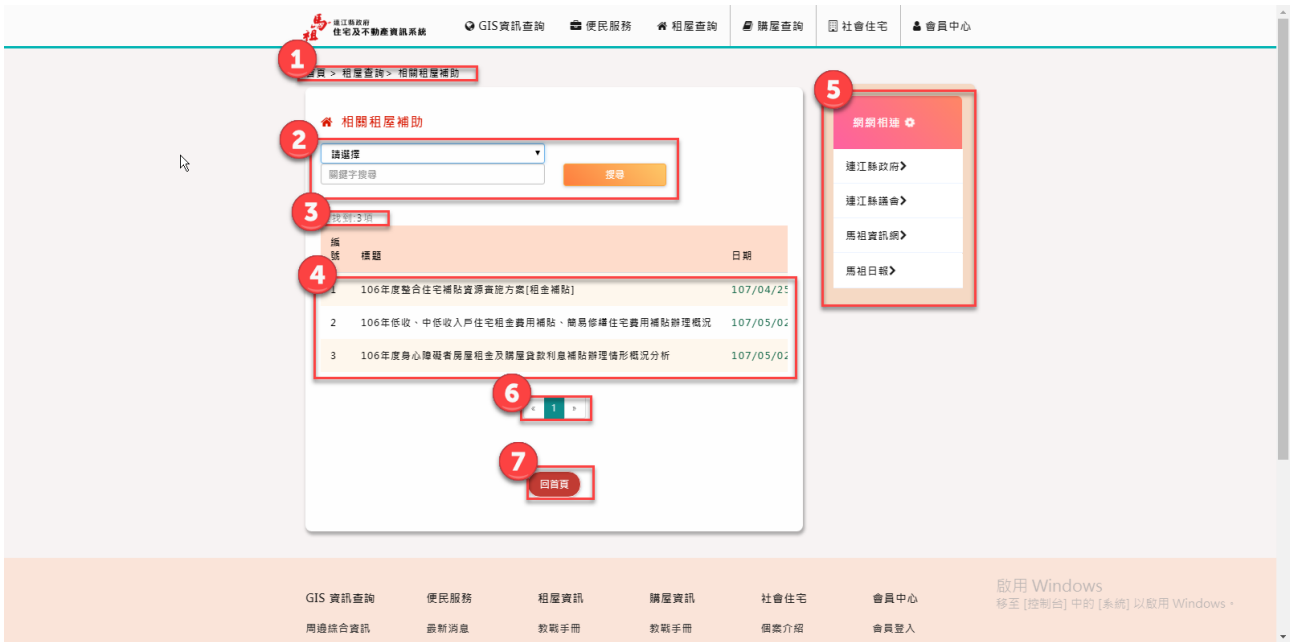 馬祖 連江縣政府
住宅及不動產資訊系統
GIS資訊查詢 便民服務 租屋查詢 購屋查詢 社會住宅 會員中心
1
首頁 > 租屋查詢> 相關租屋補助
5
網網相連
相關租屋補助
2
請選擇
關鍵字搜尋 搜尋
連江縣政府
連江縣議會
馬祖資訊網
馬祖日報
3
找到:3項
編號 標題 日期
4
1 106年度整合住宅補貼資源實施方案[租金補貼] 107/04/25
2 106年低收、中低收入戶住宅租金費用補貼、簡易修繕住宅費用補貼辦理概況 107/05/02
3 106年度身心障礙者房屋租金及購屋貸款利息補貼辦理情形概況分析 107/05/02
6
« 1 »
7
回首頁
GIS 資訊查詢 便民服務 租屋資訊 購屋資訊 社會住宅 會員中心
周邊綜合資訊 最新消息 教戰手冊 教戰手冊 個案介紹 會員登入
啟用 Windows
移至 [控制台] 中的 [系統] 以啟用 Windows。